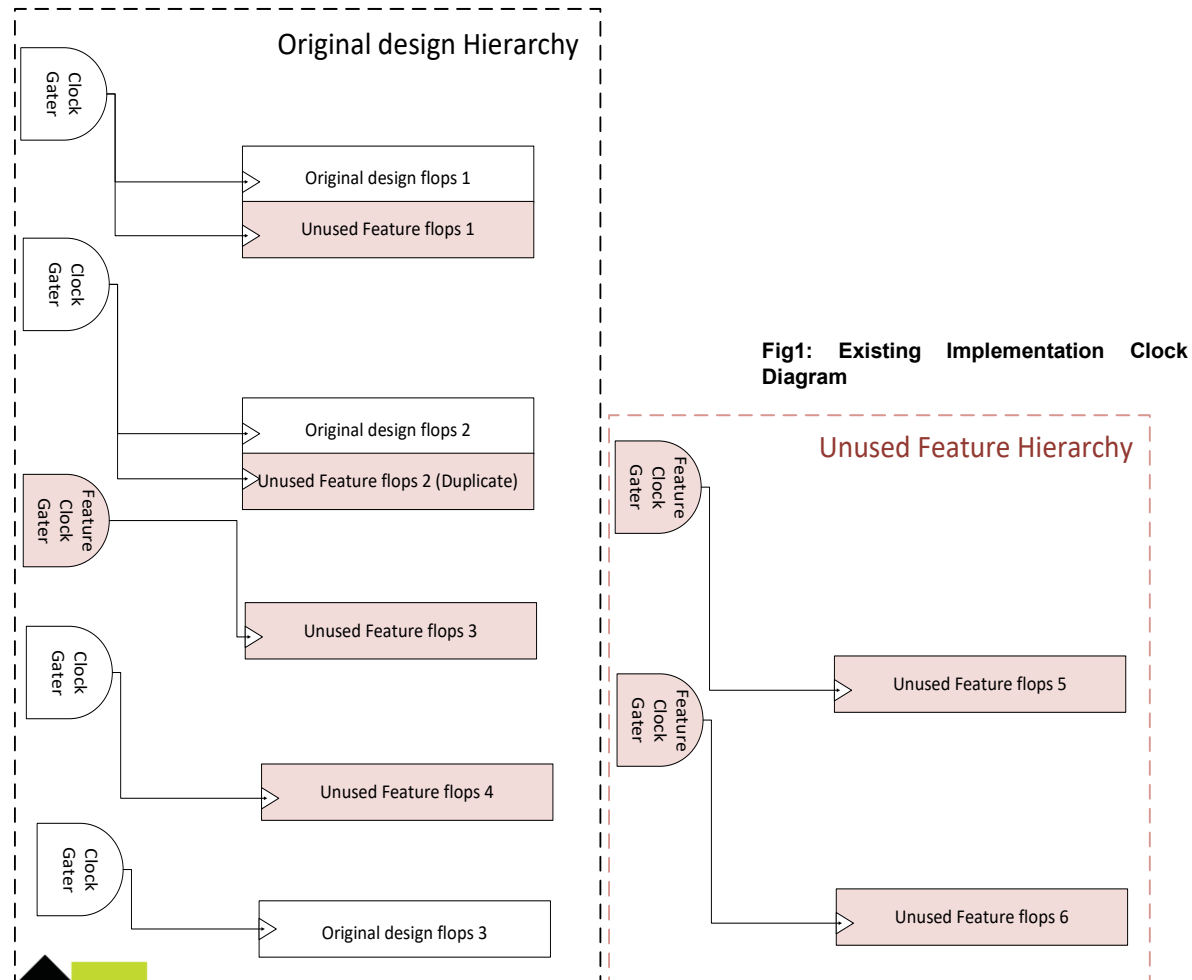 Original design Hierarchy
Clock
Gater
Original design flops 1
Unused Feature flops 1
Clock
Gater
Original design flops 2
Unused Feature flops 2 (Duplicate)
Feature
Clock
Gater
Unused Feature flops 3
Clock
Gater
Unused Feature flops 4
Clock
Gater
Original design flops 3
Fig1: Existing Implementation Clock
Diagram
Unused Feature Hierarchy
Feature
Clock
Gater
Unused Feature flops 5
Feature
Clock
Gater
Unused Feature flops 6